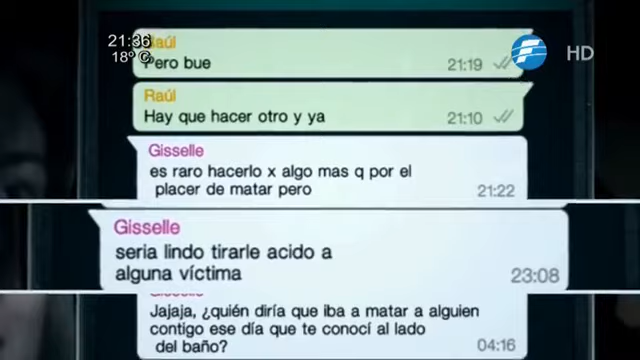 21:36
18º C
Raúl
Pero bue
21:19
HD
Raúl
Hay que hacer otro y ya
21:10
Gisselle
es raro hacerlo x algo mas q por el
placer de matar pero
21:22
Gisselle
seria lindo tirarle acido a
alguna víctima
23:08
Gisselle
Jajaja, ¿quién diría que iba a matar a alguien
contigo ese día que te conocí al lado
del baño?
04:16